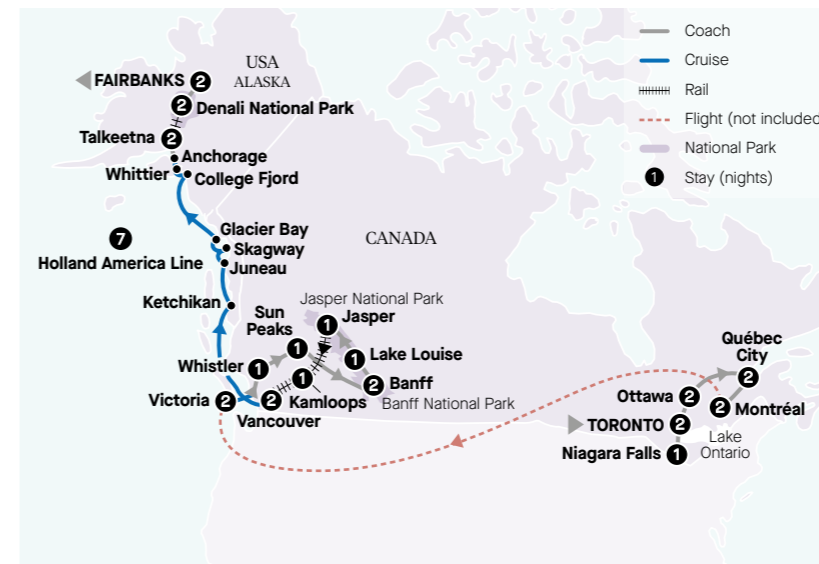 Coach
Cruise
Rail
Flight (not included
National Park
1 Stay (nights)
USA
ALASKA
FAIRBANKS 2
2 Denali National Park
Talkeetna 2
Anchorage
Whittier
College Fjord
Glacier Bay
7
Skagway
Holland America Line
Juneau
CANADA
Ketchikan
Jasper National Park
Sun
Peaks
1
1 Jasper
Whistler 1
1 Lake Louise
Victoria 2
2
Vancouver
1
Kamloops
2 Banff
Banff National Park
Québec
City
2
Ottawa 2
2 Montréal
TORONTO 2
Lake
Ontario
Niagara Falls 1